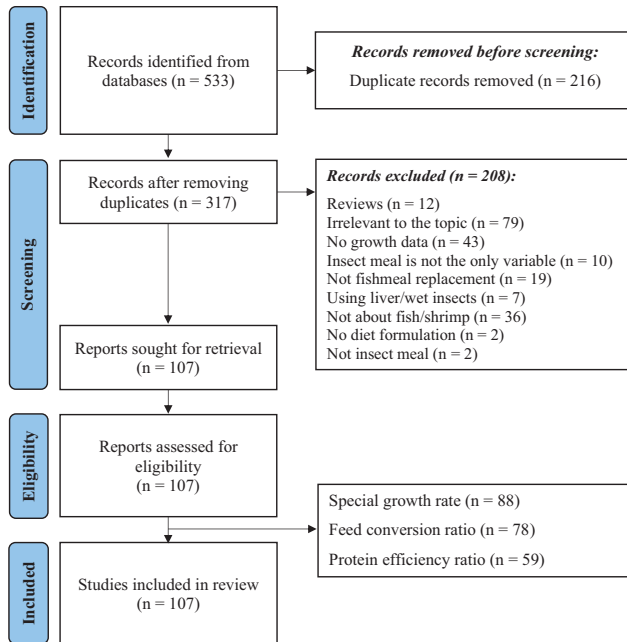 Identification
Records identified from
databases (n = 533)
Records removed before screening:
Duplicate records removed (n = 216)
Screening
Records after removing
duplicates (n = 317)
Records excluded (n = 208):
Reviews (n = 12)
Irrelevant to the topic (n = 79)
No growth data (n = 43)
Insect meal is not the only variable (n = 10)
Not fishmeal replacement (n = 19)
Using liver/wet insects (n = 7)
Not about fish/shrimp (n = 36)
No diet formulation (n = 2)
Not insect meal (n = 2)
Reports sought for retrieval
(n = 107)
Eligibility
Reports assessed for
eligibility
(n = 107)
Special growth rate (n = 88)
Feed conversion ratio (n = 78)
Protein efficiency ratio (n = 59)
Included
Studies included in review
(n = 107)